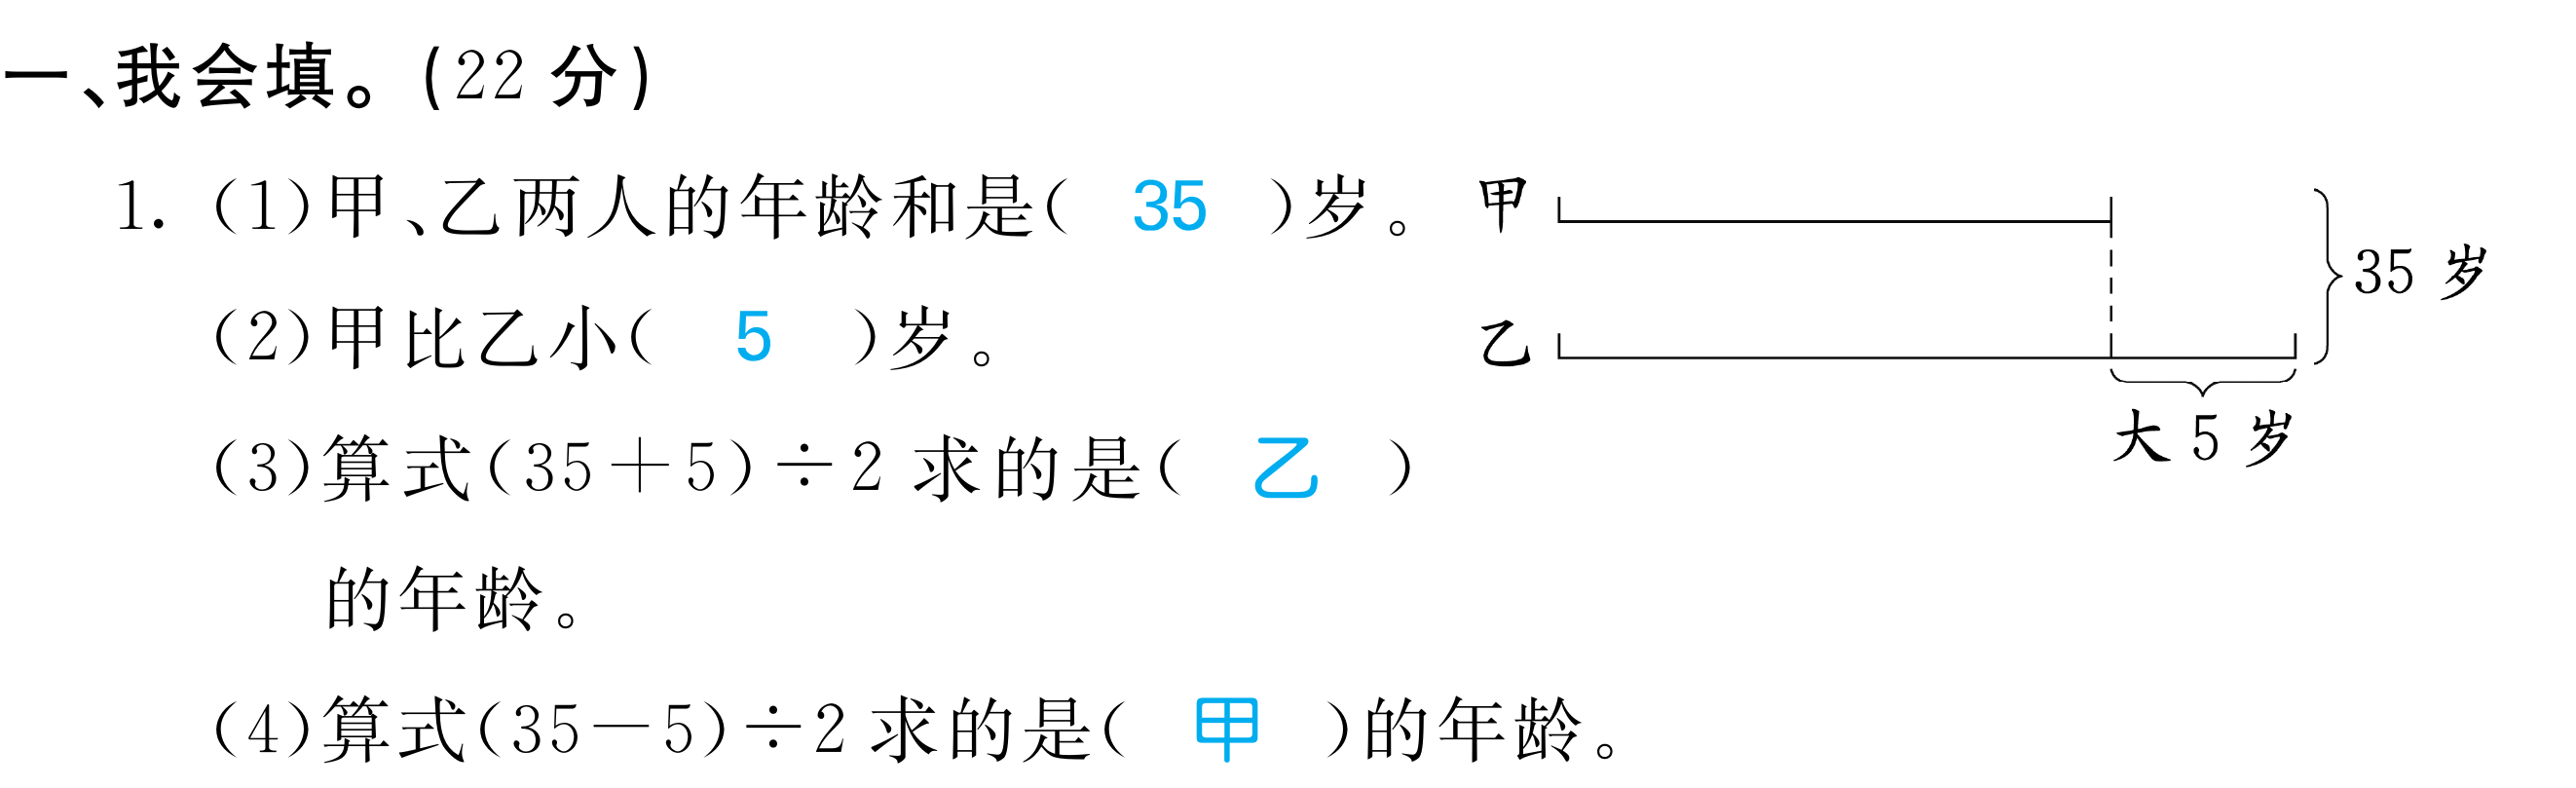 一、我会填。(22 分)
1. (1)甲、乙两人的年龄和是( 35 )岁。
甲
35 岁
(2)甲比乙小( 5 )岁。
乙
大 5 岁
(3)算式(35＋5)÷2 求的是( 乙 )
的年龄。
(4)算式(35－5)÷2 求的是( 甲 )的年龄。